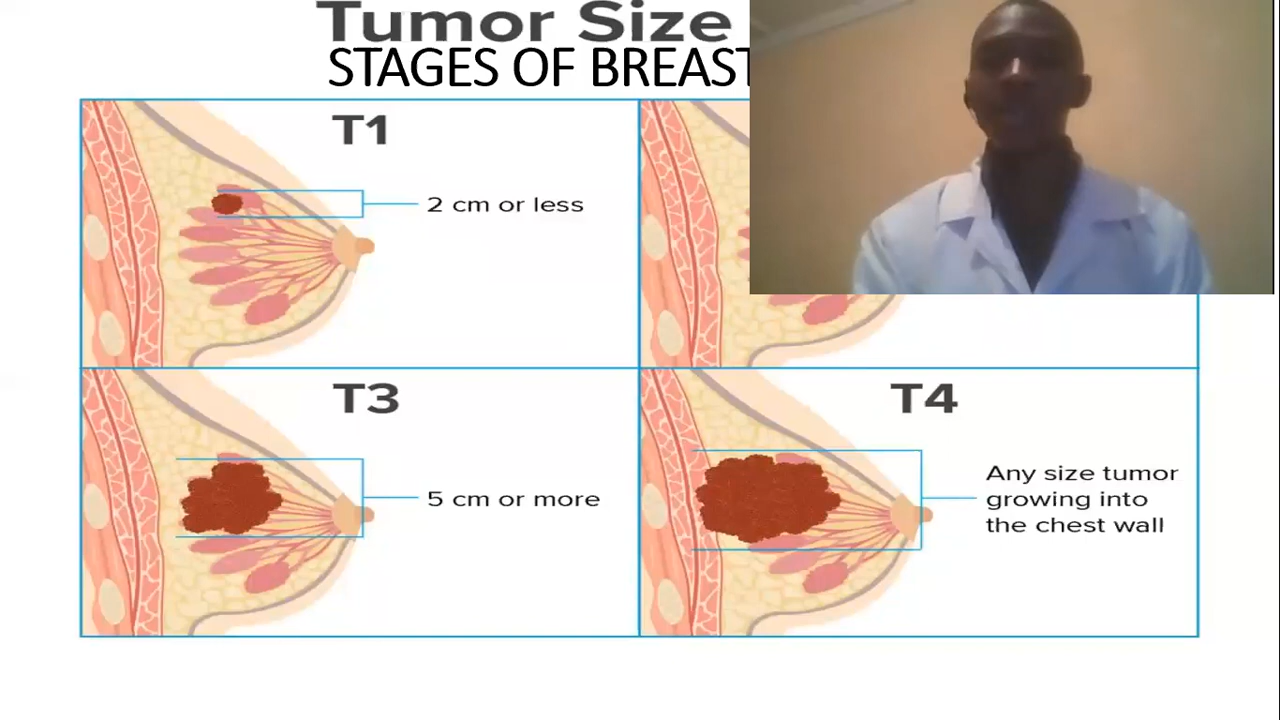 Tumor Size
STAGES OF BREAST
T1
2 cm or less
T3
5 cm or more
T4
Any size tumor
growing into
the chest wall